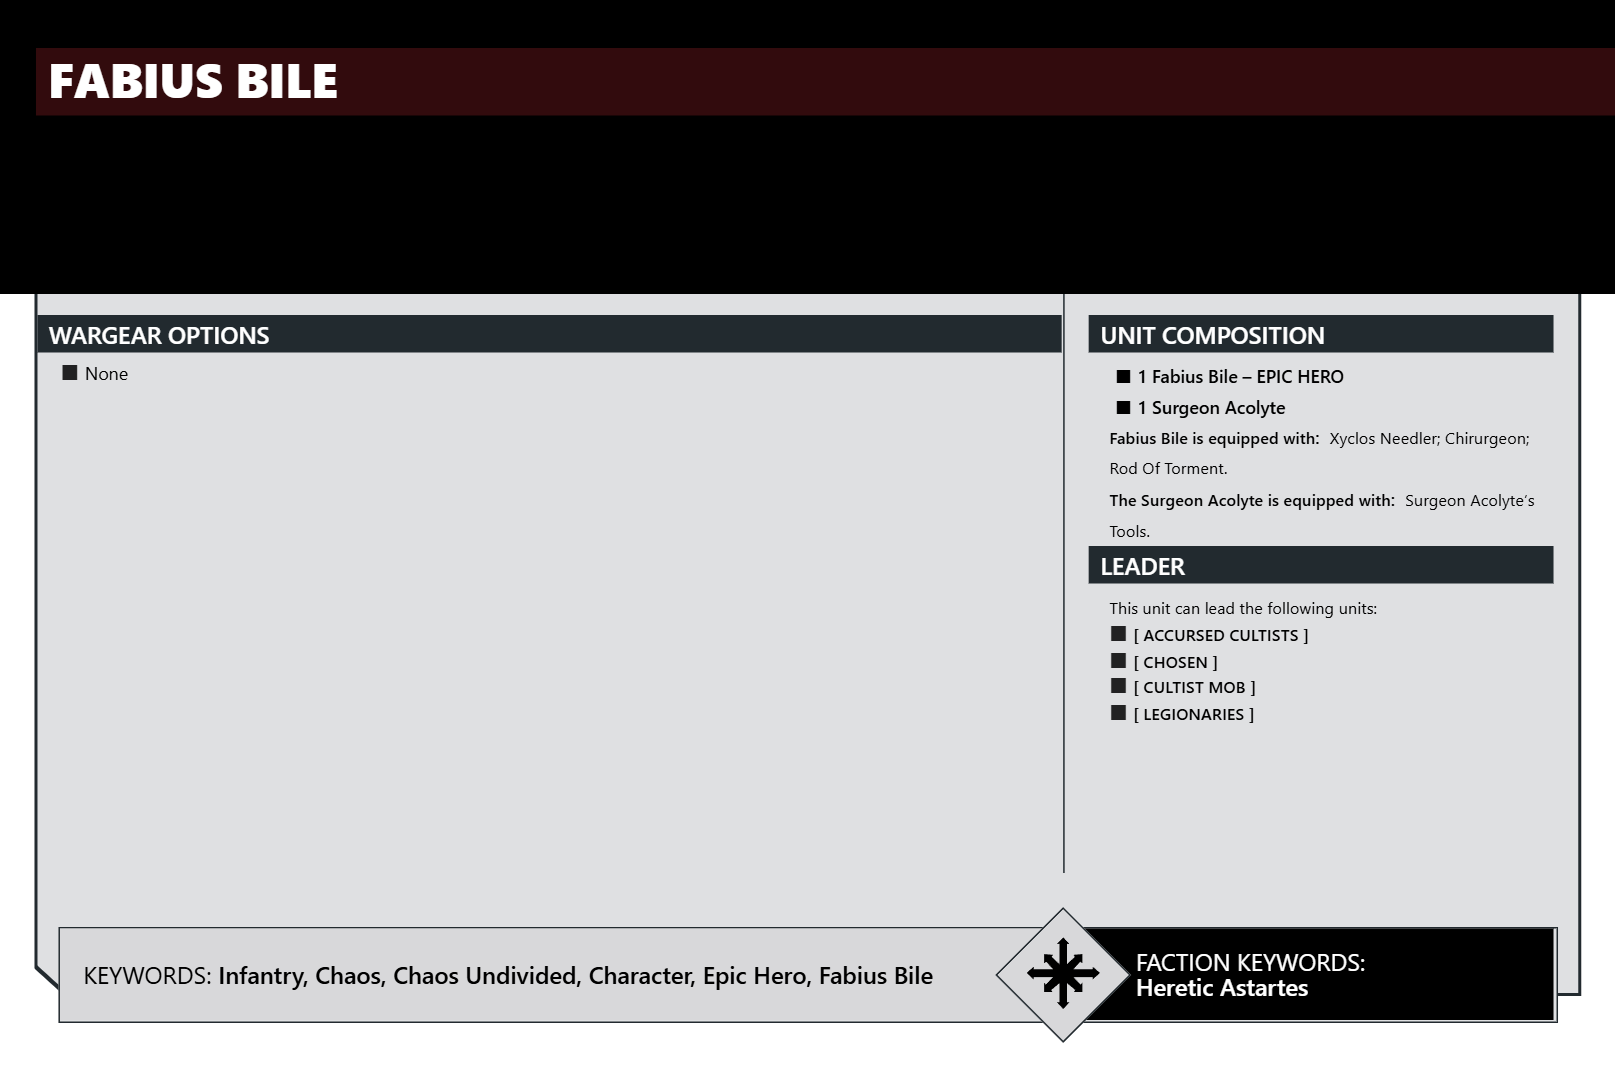 FABIUS BILE
WARGEAR OPTIONS
None
UNIT COMPOSITION
1 Fabius Bile – EPIC HERO
1 Surgeon Acolyte
Fabius Bile is equipped with: Xyclos Needler; Chirurgeon;
Rod Of Torment.
The Surgeon Acolyte is equipped with: Surgeon Acolyte’s
Tools.
LEADER
This unit can lead the following units:
[ ACCURSED CULTISTS ]
[ CHOSEN ]
[ CULTIST MOB ]
[ LEGIONARIES ]
KEYWORDS: Infantry, Chaos, Chaos Undivided, Character, Epic Hero, Fabius Bile
FACTION KEYWORDS:
Heretic Astartes